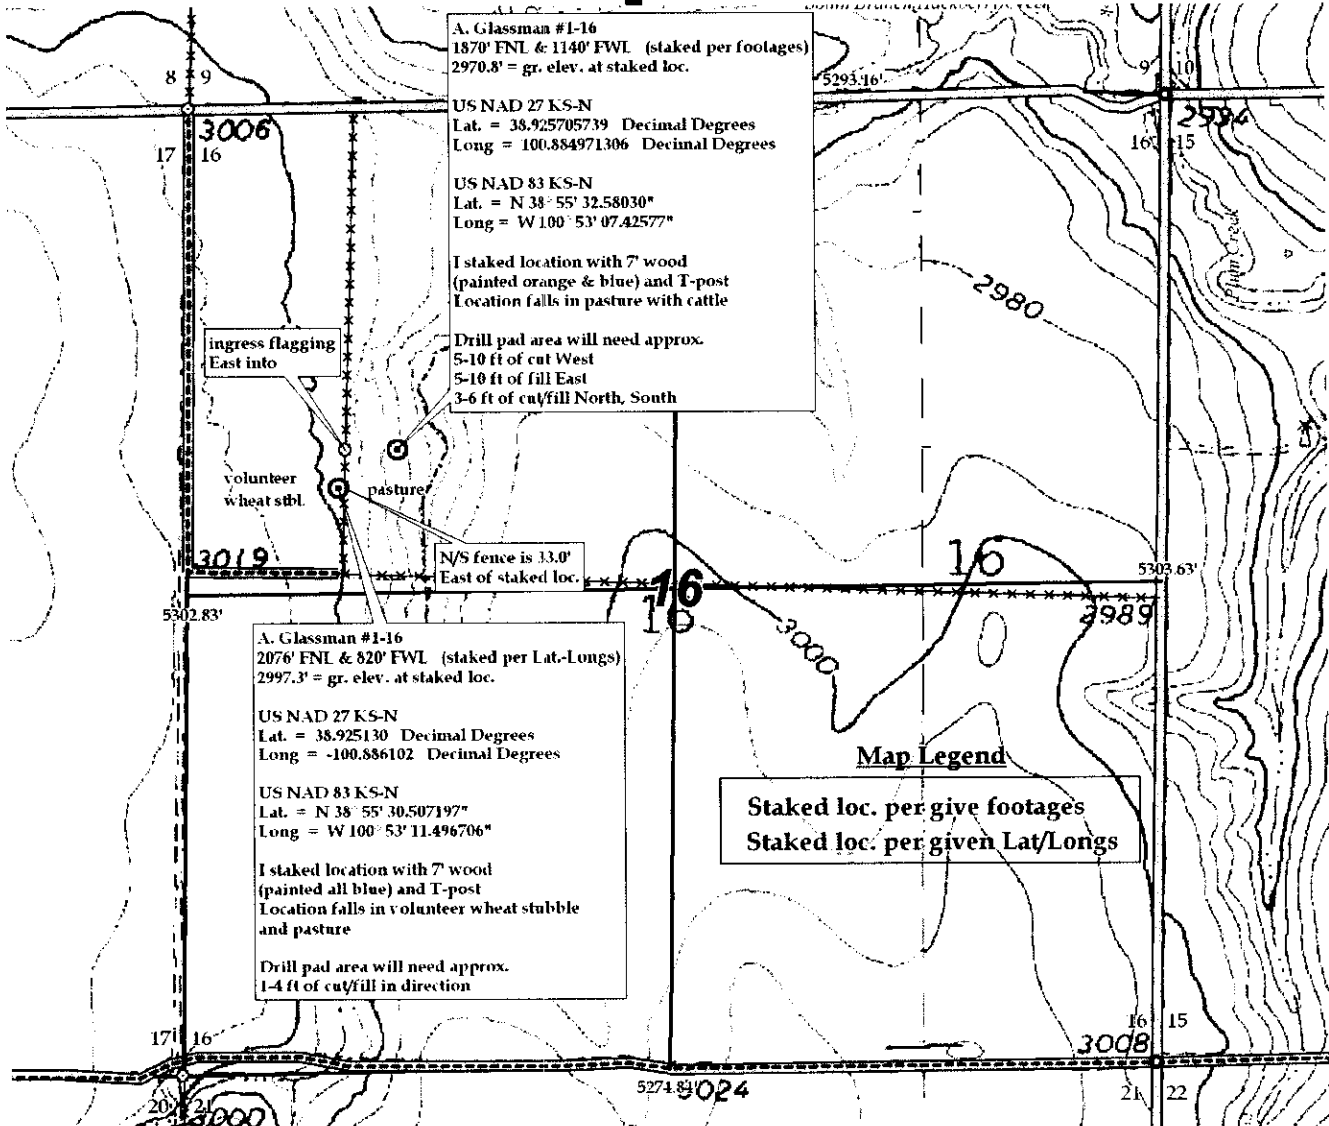 A. Glassman #1-16
1870' FNL & 1140' FWL (staked per footages)
2970.8' = gr. elev. at staked loc.
US NAD 27 KS-N
Lat. = 38.925705739 Decimal Degrees
Long = 100.884971306 Decimal Degrees
US NAD 83 KS-N
Lat. = N 38° 55' 32.58030"
Long = W 100° 53' 07.42577"
I staked location with 7' wood
(painted orange & blue) and T-post
Location falls in pasture with cattle
Drill pad area will need approx.
5-10 ft of cut West
5-10 ft of fill East
3-6 ft of cut/fill North, South
8 9
5293.16'
9 10
3006
2994
17 16
16 15
Plum Creek
2980
ingress flagging
East into
volunteer
wheat stbl.
pasture
3019
N/S fence is 33.0'
East of staked loc.
16
16
16
5303.63'
5302.83'
2989
3000
A. Glassman #1-16
2076' FNL & 820' FWL (staked per Lat.-Longs)
2997.3' = gr. elev. at staked loc.
US NAD 27 KS-N
Lat. = 38.925130 Decimal Degrees
Long = -100.886102 Decimal Degrees
US NAD 83 KS-N
Lat. = N 38° 55' 30.507197"
Long = W 100° 53' 11.496706"
I staked location with 7' wood
(painted all blue) and T-post
Location falls in volunteer wheat stubble
and pasture
Drill pad area will need approx.
1-4 ft of cut/fill in direction
Map Legend
Staked loc. per give footages
Staked loc. per given Lat/Longs
17 16
16 15
3008
5274.84'
3024
20 21
3000
21 22